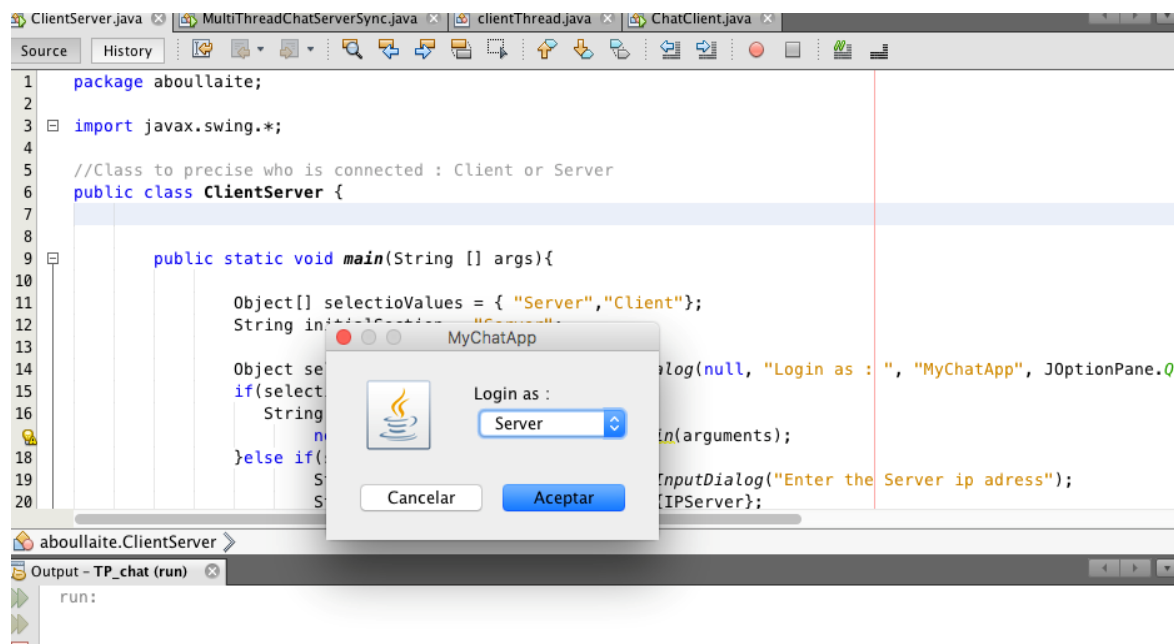 ClientServer.java MultiThreadChatServerSync.java clientThread.java ChatClient.java
Source History
1 package aboullaite;
2
3 import javax.swing.*;
4
5 //Class to precise who is connected : Client or Server
6 public class ClientServer {
7
8
9 public static void main(String [] args){
10
11 Object[] selectioValues = { "Server","Client"};
12 String
13
14 Object alog(null, "Login as : ", "MyChatApp", JOptionPane.Q
15 if(select
16 String
in(arguments);
18 }else if(
19 InputDialog("Enter the Server ip adress");
20 {IPServer};
MyChatApp
Login as :
Server
Cancelar Aceptar
aboullaite.ClientServer
Output - TP_chat (run)
run: